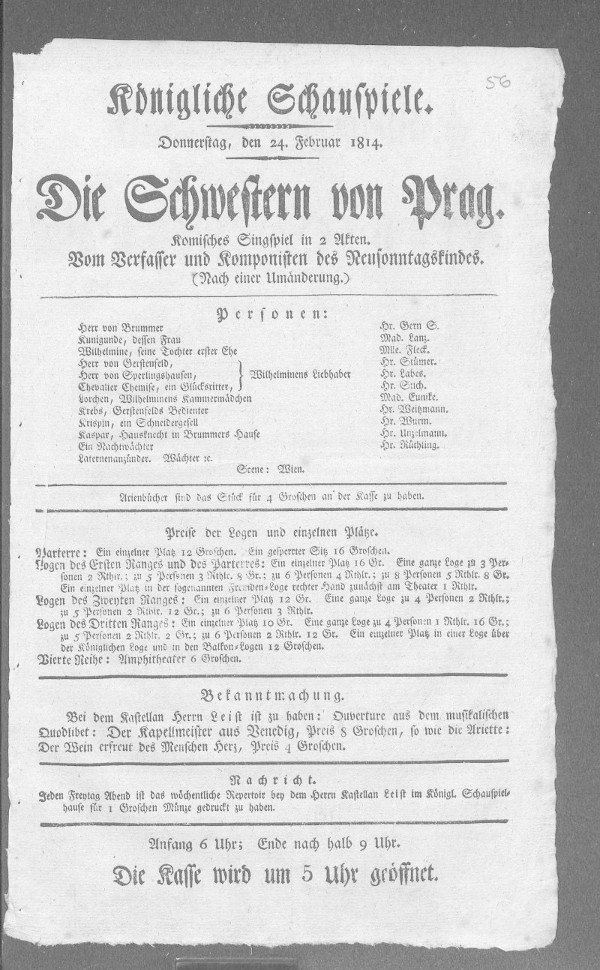 56
Königliche Schauspiele.
Donnerstag, den 24. Februar 1814.
Die Schwestern von Prag.
Komisches Singspiel in 2 Akten.
Vom Verfasser und Komponisten des Neusonntagskindes.
(Nach einer Umänderung.)
Personen:
Herr von Brummer Hr. Gern S.
Kunigunde, dessen Frau Mad. Lanz.
Wilhelmine, seine Tochter erster Ehe Mlle. Fleck.
Herr von Gerstenfeld, Hr. Stümer.
Herr von Sperlingshausen, Wilhelminens Liebhaber Hr. Labes.
Chevalier Chemise, ein Glücksritter, Hr. Stich.
Lorchen, Wilhelminens Kammermädchen Mad. Eunike.
Krebs, Gerstenfelds Bedienter Hr. Weitzmann.
Krispin, ein Schneidergesell Hr. Wurm.
Kaspar, Hausknecht in Brummers Hause Hr. Unzelmann.
Ein Nachtwächter Hr. Rüthling.
Laternenanzünder. Wächter ꝛc.
Scene: Wien.
Arienbücher sind das Stück für 4 Groschen an der Kasse zu haben.
Preise der Logen und einzelnen Plätze.
Parterre: Ein einzelner Platz 12 Groschen. Ein gesperrter Sitz 16 Groschen.
Logen des Ersten Ranges und des Parterres: Ein einzelner Platz 16 Gr. Eine ganze Loge zu 3 Per-
sonen 2 Rthlr.; zu 5 Personen 3 Rthlr. 8 Gr.; zu 6 Personen 4 Rthlr.; zu 8 Personen 5 Rthlr. 8 Gr.
Ein einzelner Platz in der sogenannten Fremden-Loge rechter Hand zunächst am Theater 1 Rthlr.
Logen des Zweyten Ranges: Ein einzelner Platz 12 Gr. Eine ganze Loge zu 4 Personen 2 Rthlr.;
zu 5 Personen 2 Rthlr. 12 Gr.; zu 6 Personen 3 Rthlr.
Logen des Dritten Ranges: Ein einzelner Platz 10 Gr. Eine ganze Loge zu 4 Personen 1 Rthlr. 16 Gr.;
zu 5 Personen 2 Rthlr. 2 Gr.; zu 6 Personen 2 Rthlr. 12 Gr. Ein einzelner Platz in einer Loge über
der Königlichen Loge und in den Balkon-Logen 12 Groschen.
Vierte Reihe: Amphitheater 6 Groschen.
Bekanntmachung.
Bei dem Kastellan Herrn Leist ist zu haben: Ouverture aus dem musikalischen
Quodlibet: Der Kapellmeister aus Venedig, Preis 8 Groschen, so wie die Ariette:
Der Wein erfreut des Menschen Herz, Preis 4 Groschen.
Nachricht.
Jeden Freytag Abend ist das wöchentliche Repertoir bey dem Herrn Kastellan Leist im Königl. Schauspiel-
hause für 1 Groschen Münze gedruckt zu haben.
Anfang 6 Uhr; Ende nach halb 9 Uhr.
Die Kasse wird um 5 Uhr geöffnet.